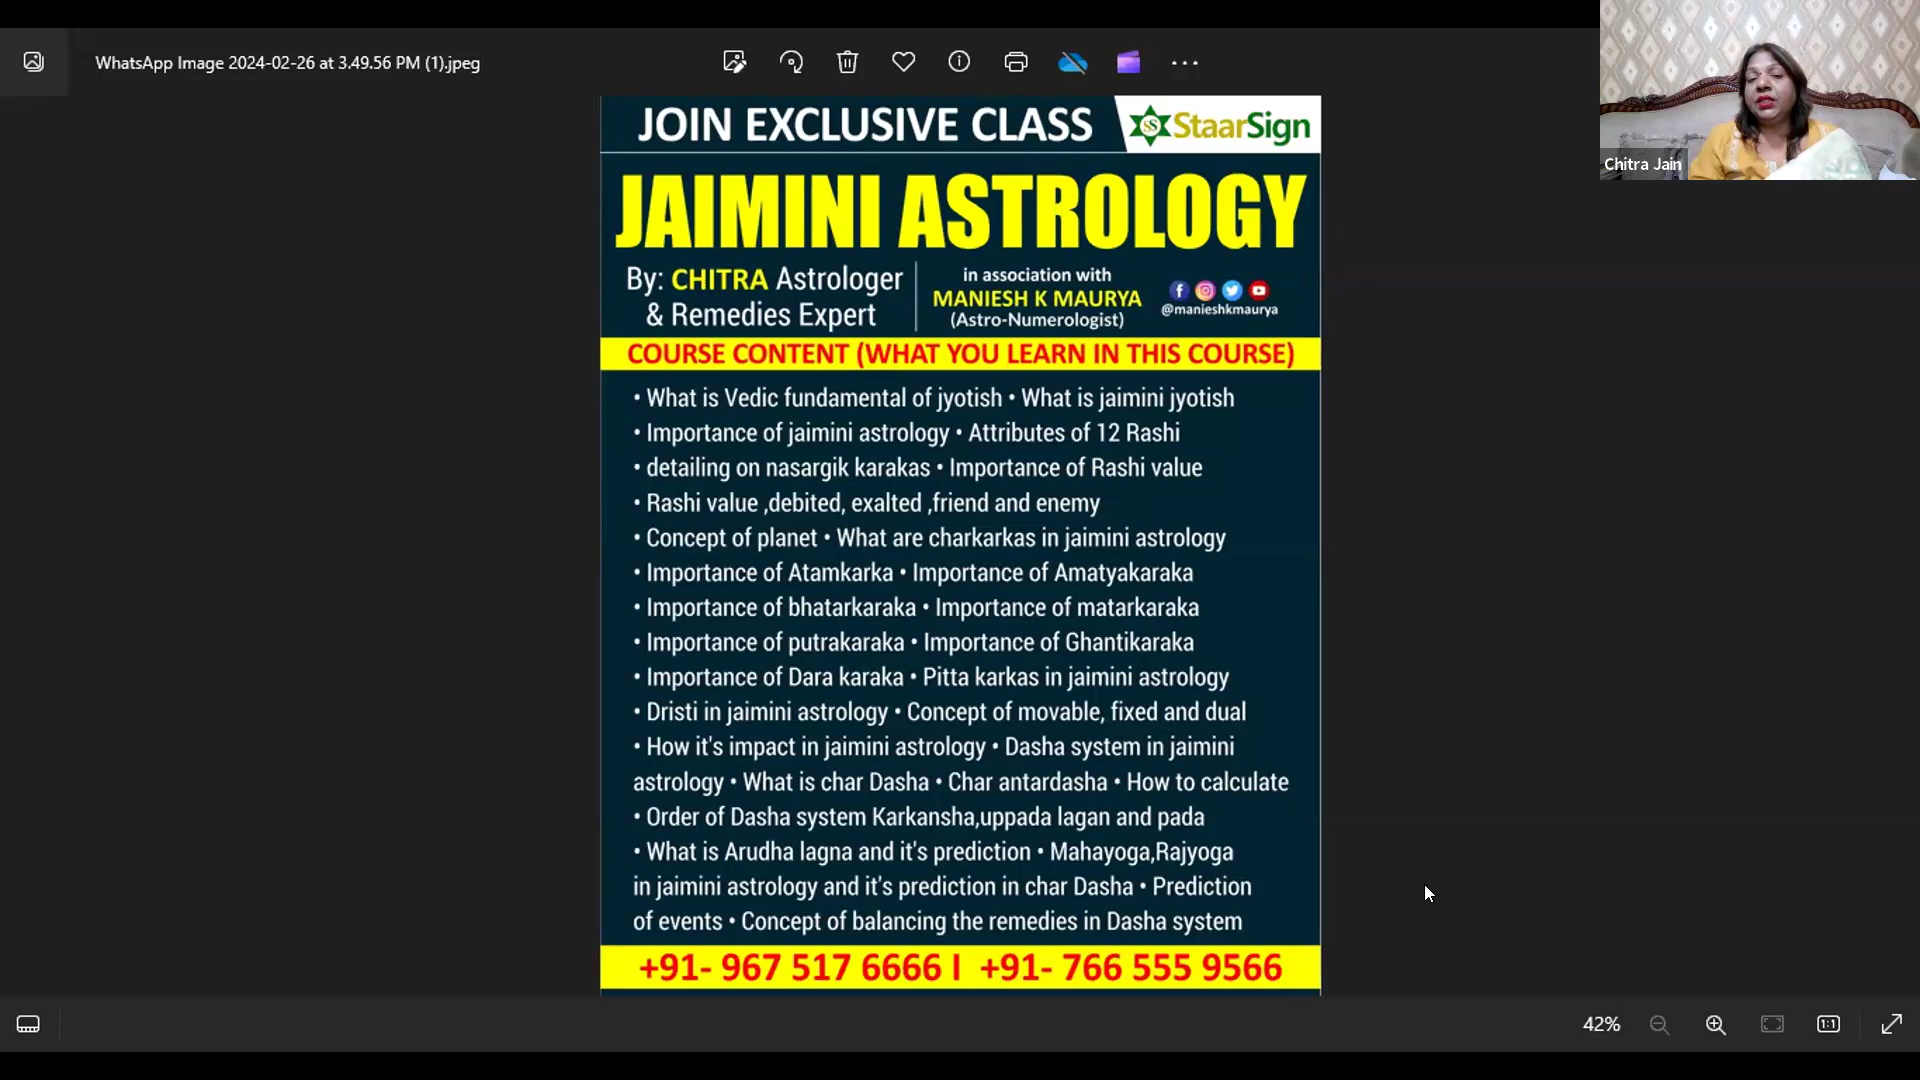 WhatsApp Image 2024-02-26 at 3.49.56 PM (1).jpeg
Chitra Jain
JOIN EXCLUSIVE CLASS
SS StaarSign
JAIMINI ASTROLOGY
By: CHITRA Astrologer
& Remedies Expert
in association with
MANIESH K MAURYA
(Astro-Numerologist)
@manieshkmaurya
COURSE CONTENT (WHAT YOU LEARN IN THIS COURSE)
• What is Vedic fundamental of jyotish • What is jaimini jyotish
• Importance of jaimini astrology • Attributes of 12 Rashi
• detailing on nasargik karakas • Importance of Rashi value
• Rashi value ,debited, exalted ,friend and enemy
• Concept of planet • What are charkarkas in jaimini astrology
• Importance of Atamkarka • Importance of Amatyakaraka
• Importance of bhatarkaraka • Importance of matarkaraka
• Importance of putrakaraka • Importance of Ghantikaraka
• Importance of Dara karaka • Pitta karkas in jaimini astrology
• Dristi in jaimini astrology • Concept of movable, fixed and dual
• How it's impact in jaimini astrology • Dasha system in jaimini
astrology • What is char Dasha • Char antardasha • How to calculate
• Order of Dasha system Karkansha,uppada lagan and pada
• What is Arudha lagna and it's prediction • Mahayoga,Rajyoga
in jaimini astrology and it's prediction in char Dasha • Prediction
of events • Concept of balancing the remedies in Dasha system
+91- 967 517 6666 I +91- 766 555 9566
42%
1:1